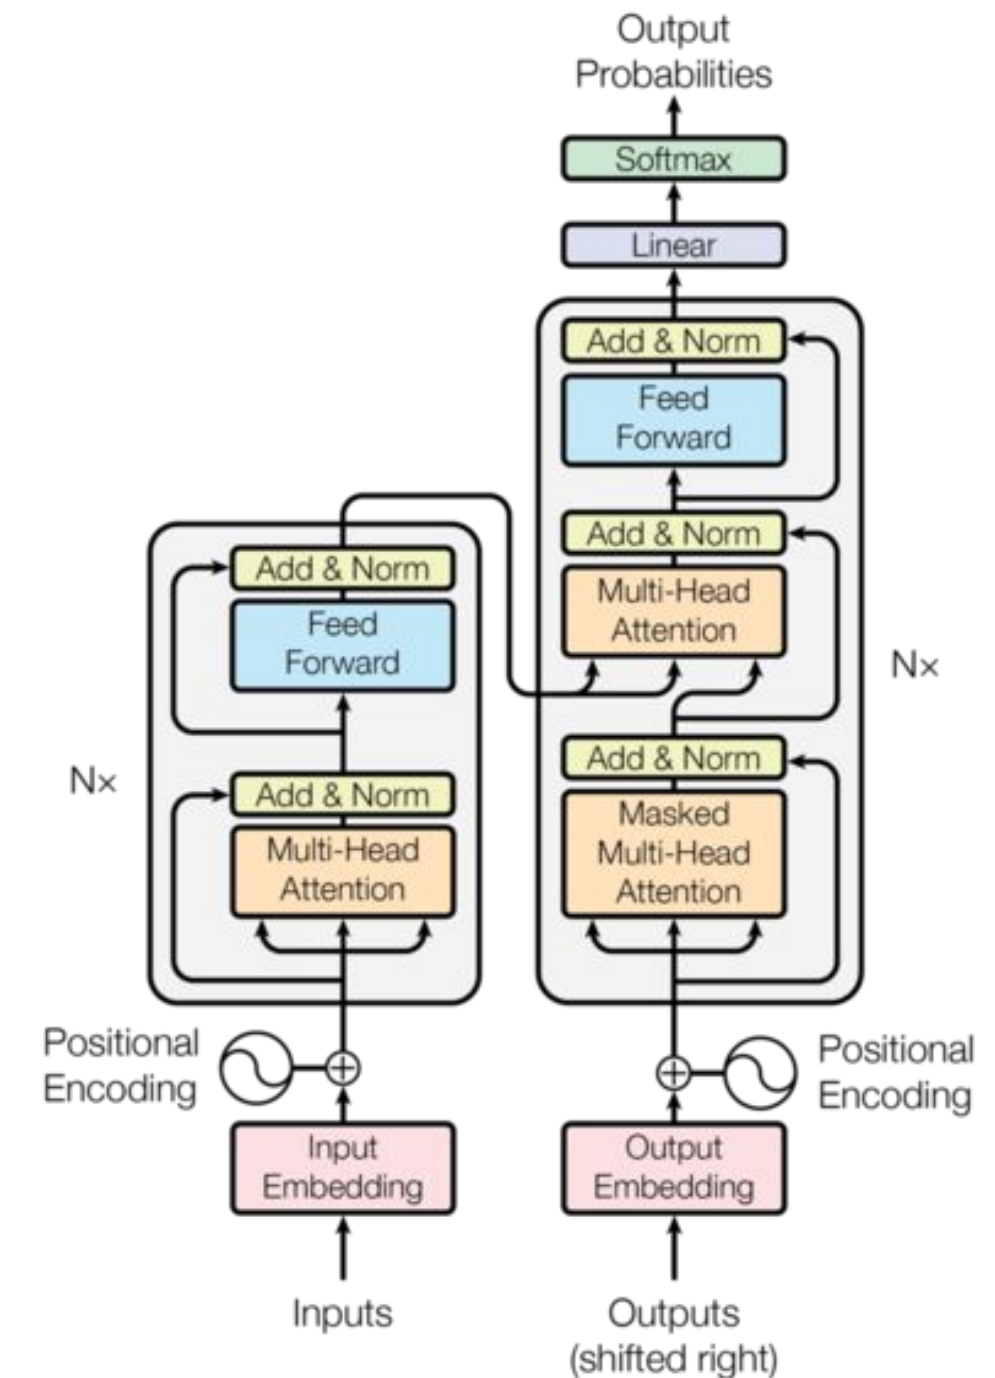 Output
Probabilities
Softmax
Linear
Add & Norm
Feed
Forward
Add & Norm
Multi-Head
Attention
Add & Norm
Masked
Multi-Head
Attention
Nx
Add & Norm
Feed
Forward
Add & Norm
Multi-Head
Attention
Nx
Positional
Encoding
Positional
Encoding
Input
Embedding
Output
Embedding
Inputs
Outputs
(shifted right)